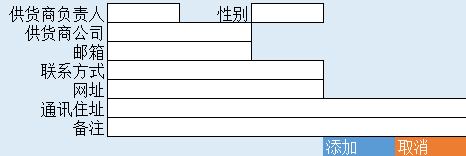 供货商负责人 性别
供货商公司
邮箱
联系方式
网址
通讯住址
备注
添加 取消